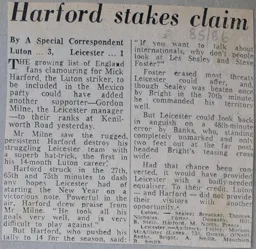 Harford stakes claim
85/86
By A Special Correspondent
Luton ... 3, Leicester ... 1
THE growing list of England
fans clamouring for Mick
Harford, the Luton striker, to
be included in the Mexico
party could have added
another supporter—Gordon
Milne, the Leicester manager
—to their ranks at Kenil-
worth Road yesterday.
Mr Milne saw the rugged,
persistent Harford destroy his
struggling Leicester team with
a superb hat-trick, the first in
his 14-month Luton career.
Harford struck in the 27th,
65th and 75th minutes to dash
any hopes Leicester had of
starting the New Year on a
victorious note. Powerful in the
air, Harford drew praise from
Mr Milne. "He took all his
goals very well, and is very
difficult to play against."
But Harford, who pushed his
tally to 14 for the season, said:
"If you want to talk about
internationals, why don't people
look at Les Sealey and Steve
Foster?"
Foster erased most threats
Leicester could offer, and,
though Sealey was beaten
by Bright in the 70th minute,
he commanded his territory
well.
But Leicester could look back
in anguish on a 46th-minute
error by Banks, who, standing
completely unmarked and only
two feet out at the far post,
headed Bright's teasing cross
wide.
Had that chance been con-
verted, it would have provided
Leicester with a badly-needed
equaliser. To their credit,
— and Harford — did not provide
their visitors with another
opportunity.
Luton. — Sealey;